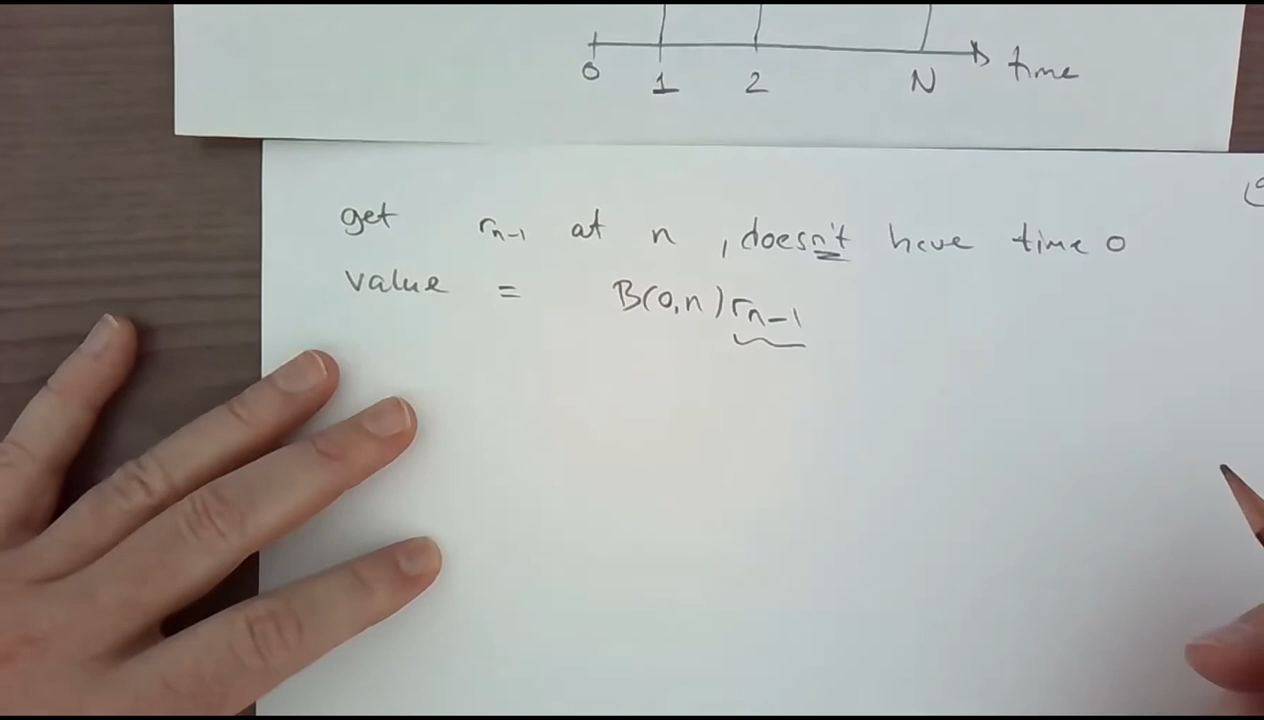 0 1 2 N time
get r_{n-1} at n , doesn't have time 0
value = B(0,n) r_{n-1}